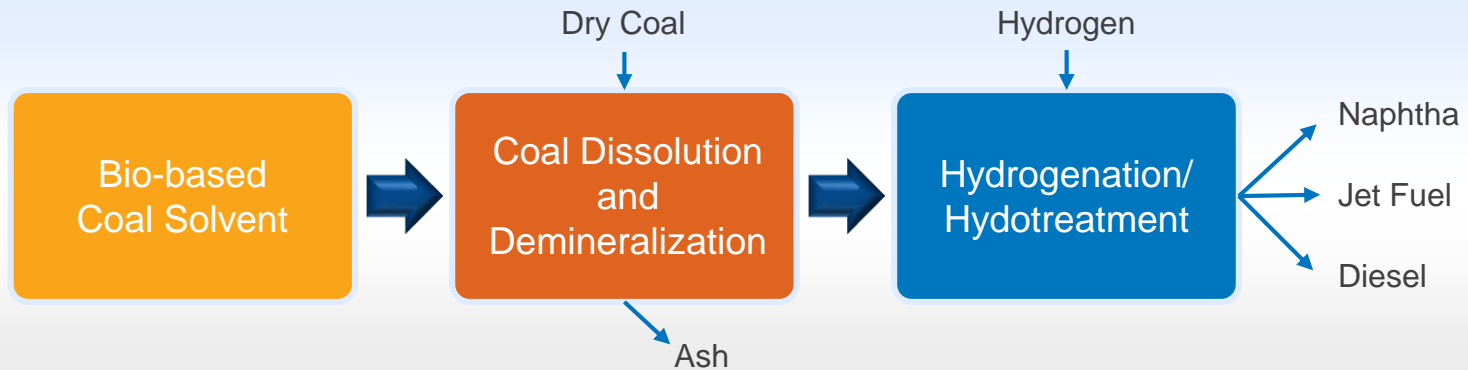 Dry Coal
Hydrogen
Bio-based
Coal Solvent
Coal Dissolution
and
Demineralization
Hydrogenation/
Hydotreatment
Naphtha
Jet Fuel
Diesel
Ash